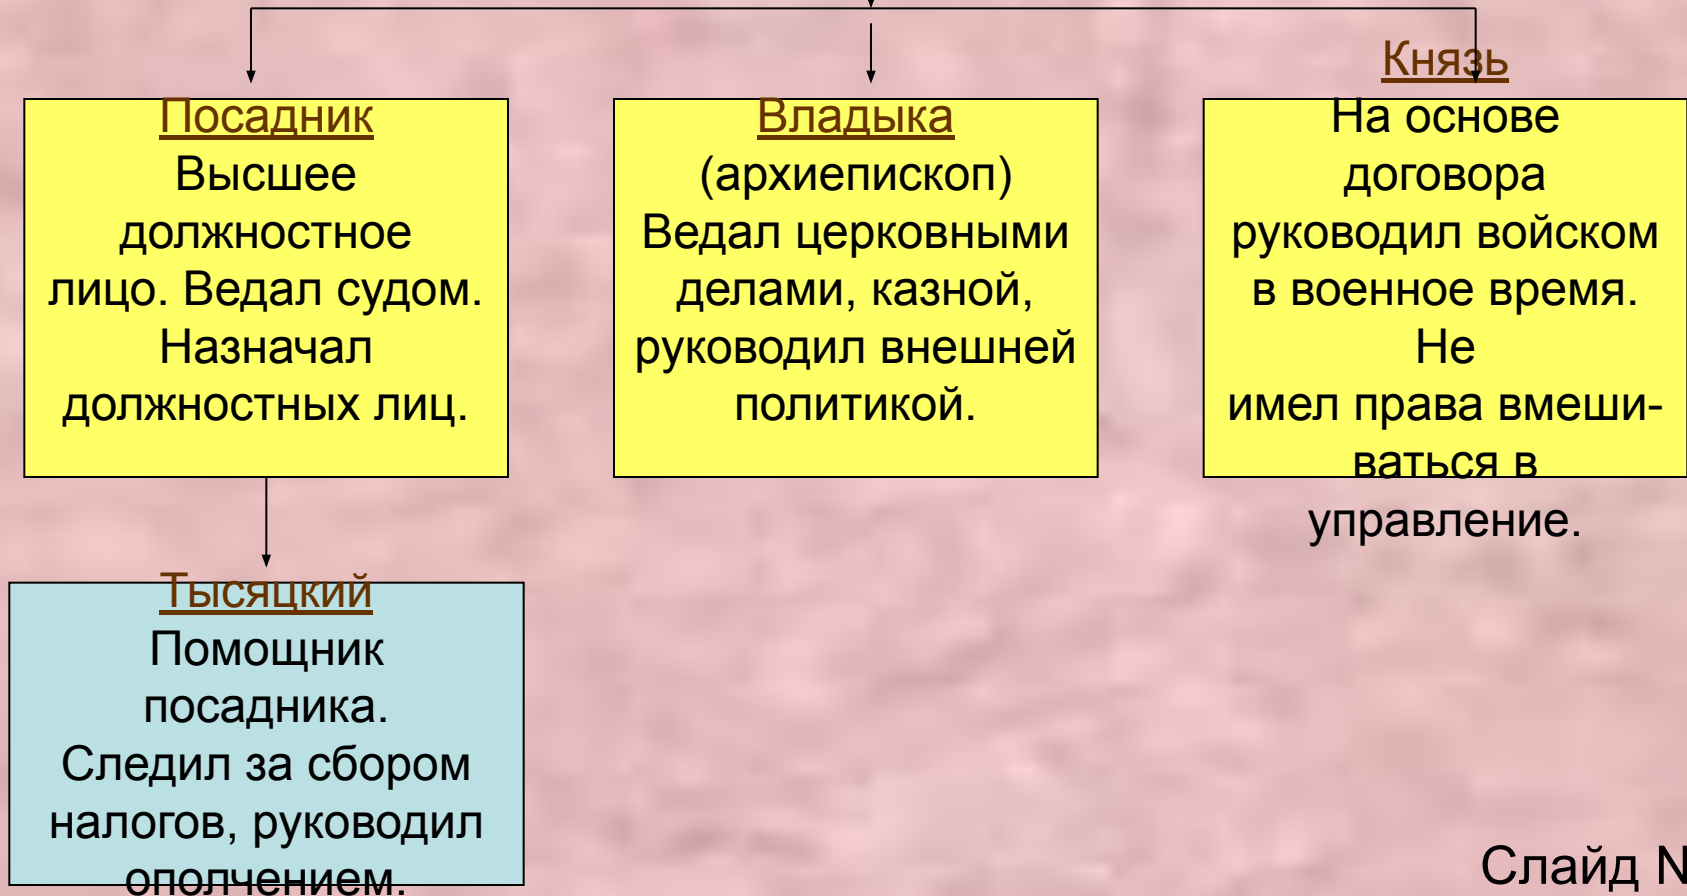 Посадник
Высшее
должностное
лицо. Ведал судом.
Назначал
должностных лиц.
Владыка
(архиепископ)
Ведал церковными
делами, казной,
руководил внешней
политикой.
Князь
На основе
договора
руководил войском
в военное время.
Не
имел права вмеши-
ваться в
управление.
Тысяцкий
Помощник
посадника.
Следил за сбором
налогов, руководил
ополчением.
Слайд N